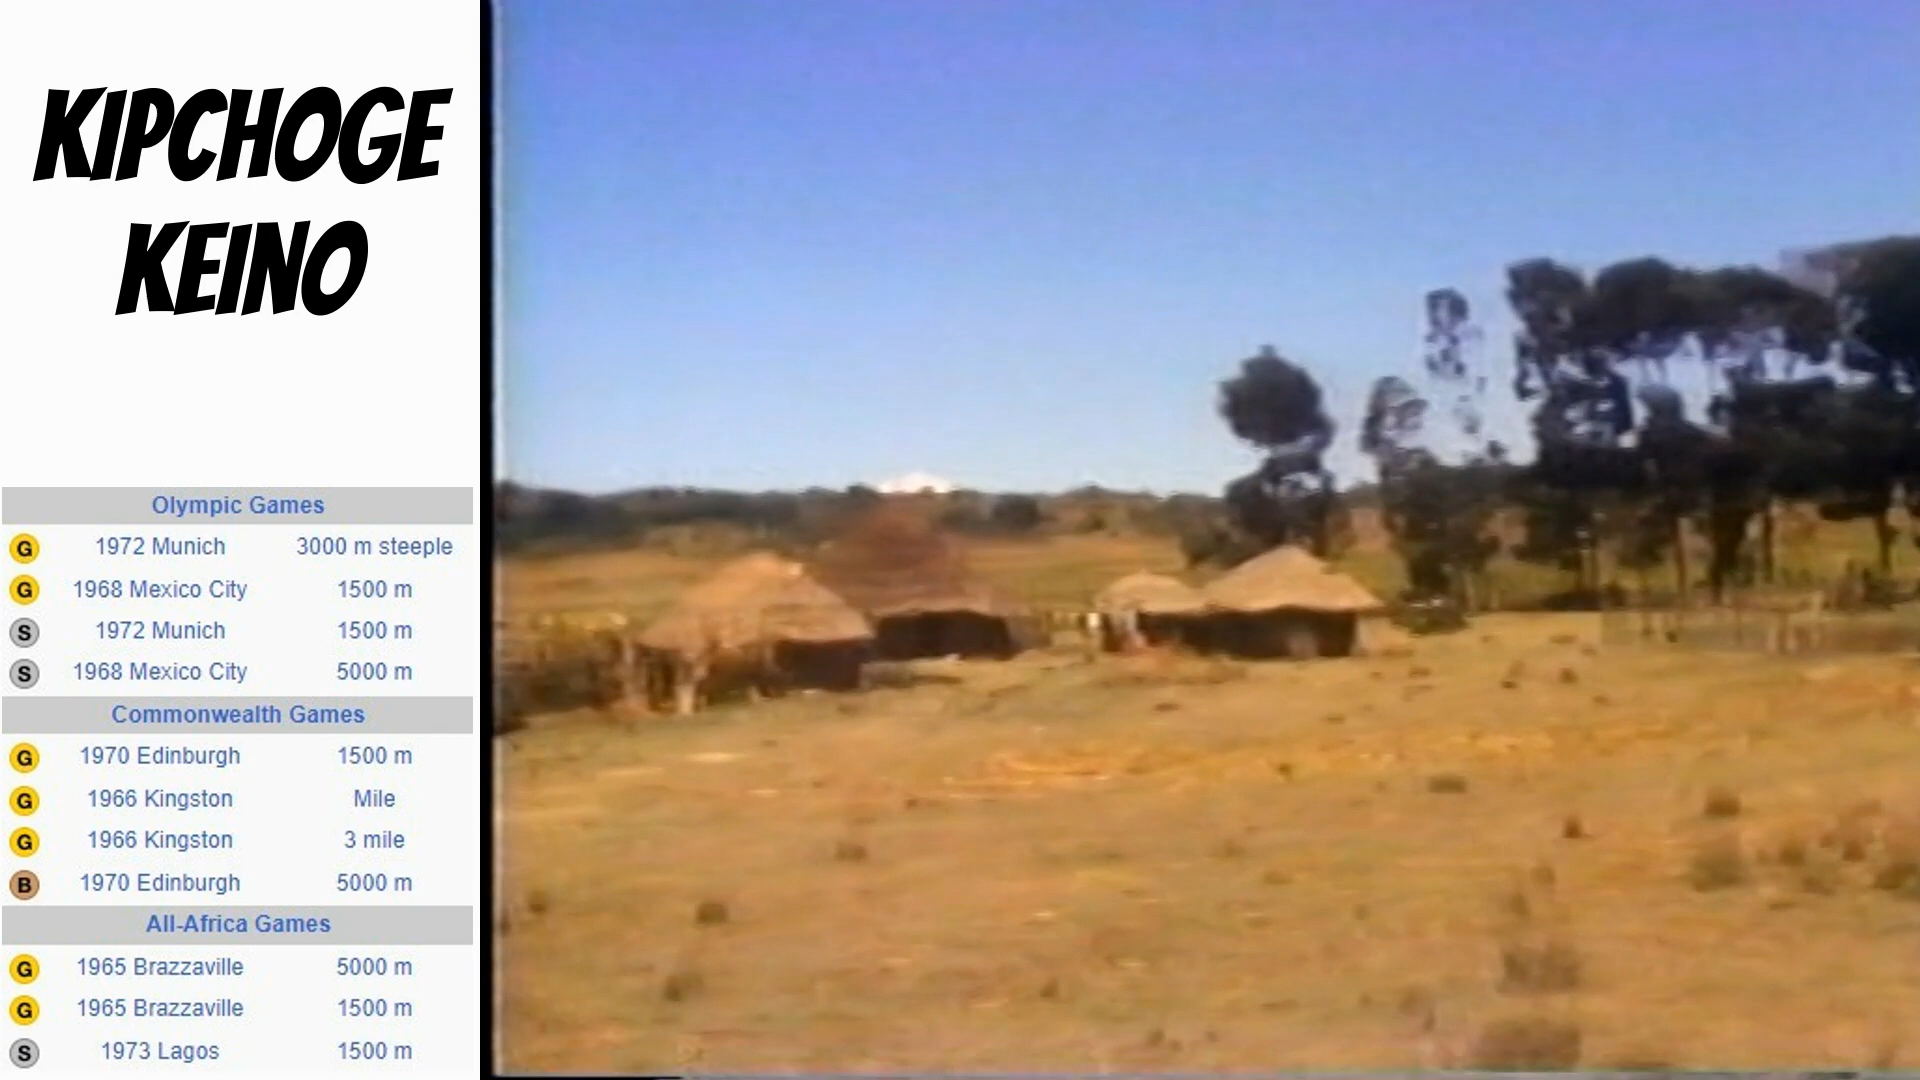 KIPCHOGE
KEINO
Olympic Games
G 1972 Munich 3000 m steeple
G 1968 Mexico City 1500 m
S 1972 Munich 1500 m
S 1968 Mexico City 5000 m
Commonwealth Games
G 1970 Edinburgh 1500 m
G 1966 Kingston Mile
G 1966 Kingston 3 mile
B 1970 Edinburgh 5000 m
All-Africa Games
G 1965 Brazzaville 5000 m
G 1965 Brazzaville 1500 m
S 1973 Lagos 1500 m